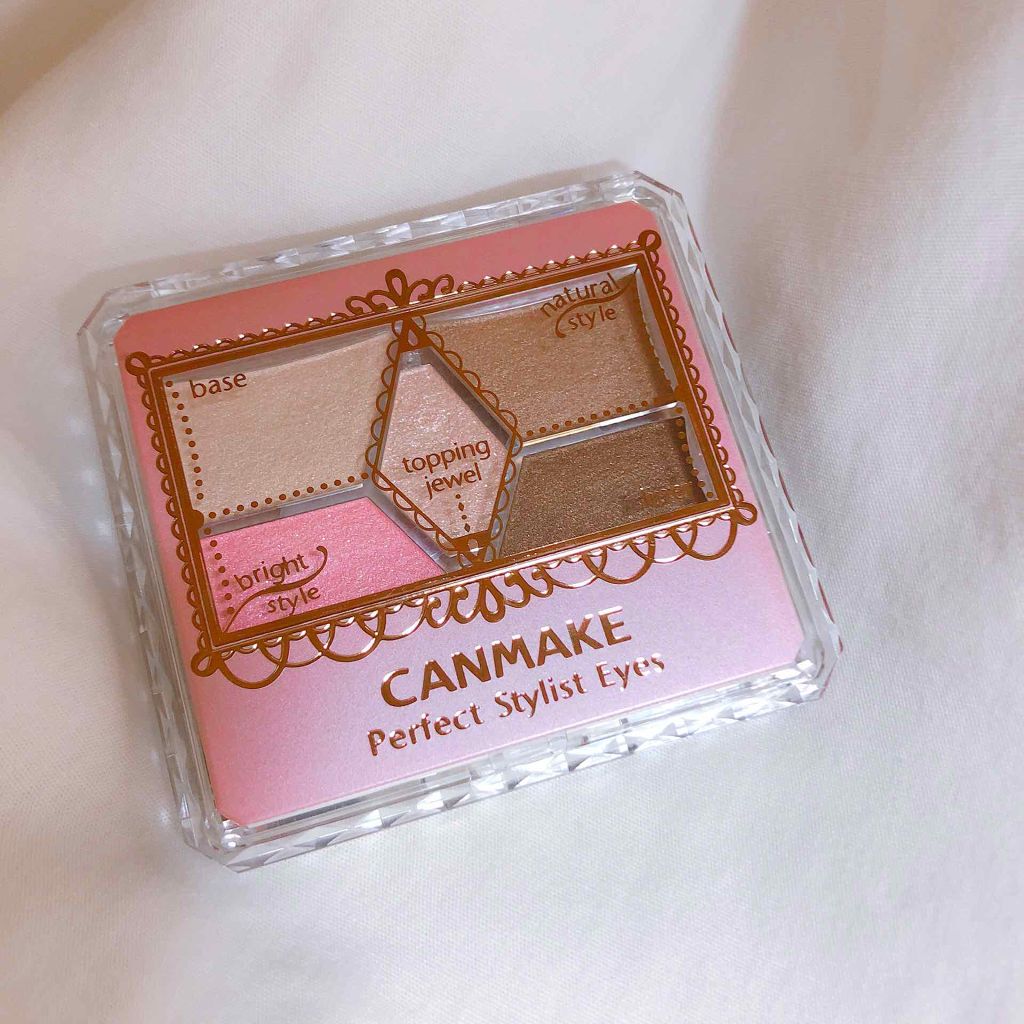 base
natural
style
topping
jewel
bright
style
CANMAKE
Perfect Stylist Eyes